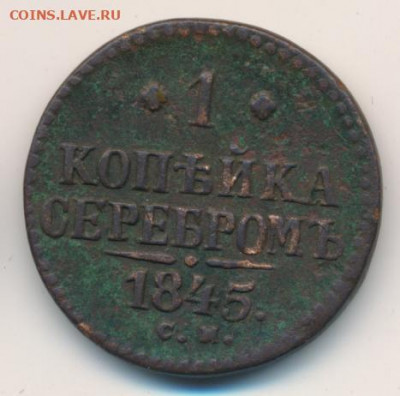 COINS.LAVE.RU
1
КОПѢЙКА
СЕРЕБРОМЪ
1845.
С. М.